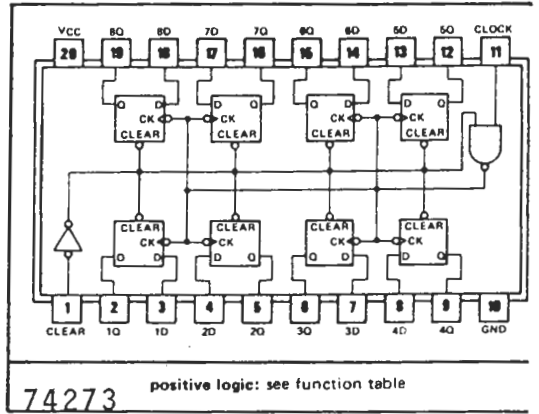 VCC 8Q 8D 7D 7Q 6Q 6D 5D 5Q CLOCK
20 19 18 17 16 15 14 13 12 11
Q D D Q Q D D Q
CK CK CK CK
CLEAR CLEAR CLEAR CLEAR
CLEAR CLEAR CLEAR CLEAR
CK CK CK CK
Q D D Q Q D D Q
1 2 3 4 5 6 7 8 9 10
CLEAR 1Q 1D 2D 2Q 3Q 3D 4D 4Q GND
positive logic: see function table
74273